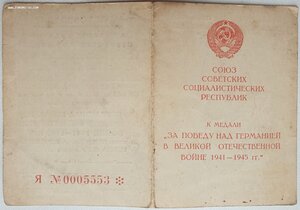 СОЮЗ
СОВЕТСКИХ
СОЦИАЛИСТИЧЕСКИХ
РЕСПУБЛИК
К МЕДАЛИ
„ЗА ПОБЕДУ НАД ГЕРМАНИЕЙ
В ВЕЛИКОЙ ОТЕЧЕСТВЕННОЙ
ВОЙНЕ 1941—1945 гг."
Я №0005553 ✻